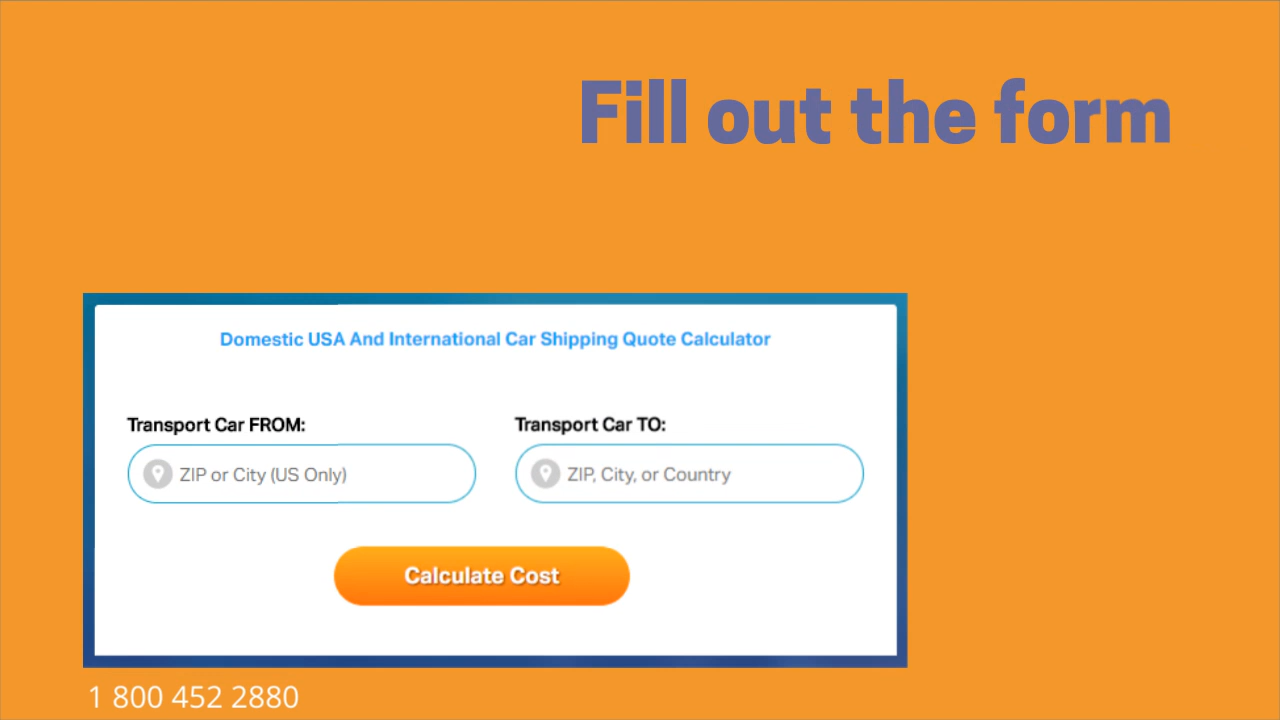 Fill out the form
Domestic USA And International Car Shipping Quote Calculator
Transport Car FROM:
ZIP or City (US Only)
Transport Car TO:
ZIP, City, or Country
Calculate Cost
1 800 452 2880